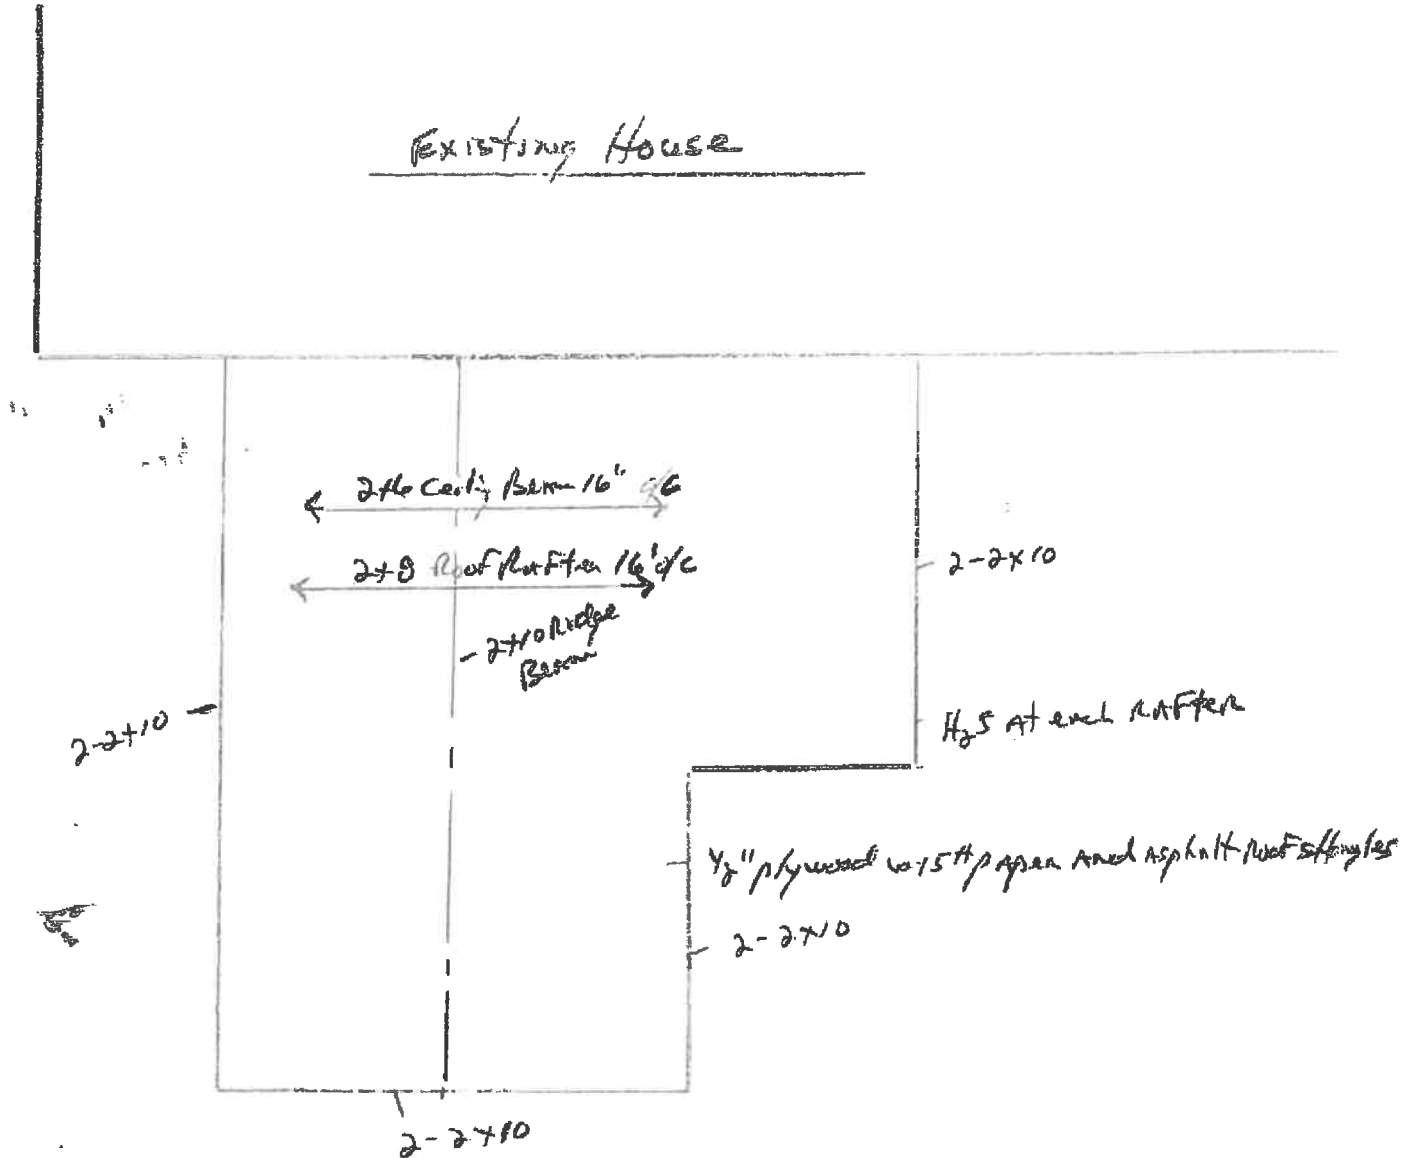 Existing House
2x6 Ceiling Beam 16" o/c
2x8 Roof Rafter 16" o/c
2x10 Ridge
Beam
2-2x10
2-2x10
H2.5 At each RAFTER
1/2" plywood w/15# paper And Asphalt Roof shingles
2-2x10
2-2x10